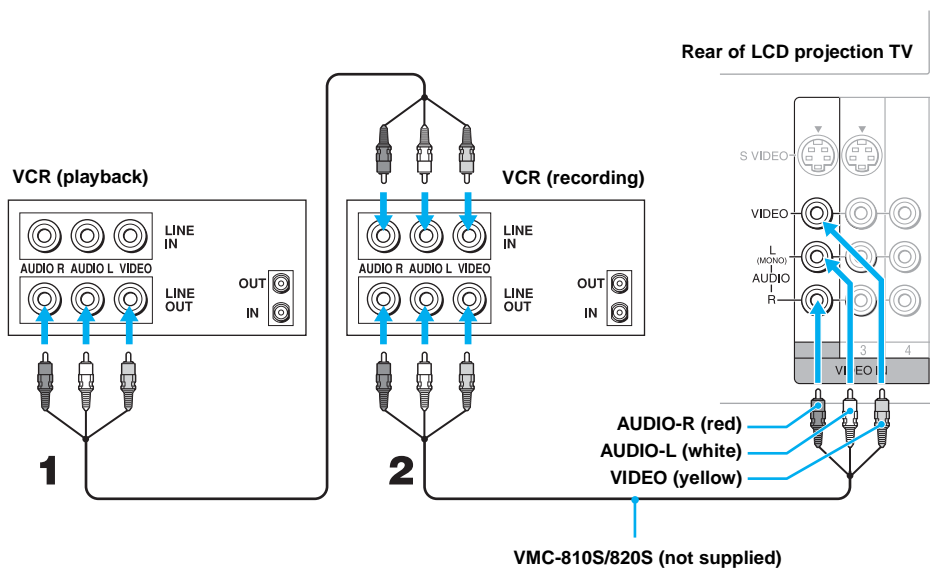 Rear of LCD projection TV
S VIDEO
VCR (playback)
VCR (recording)
VIDEO
LINE
IN
LINE
IN
L
(MONO)
AUDIO
R
AUDIO R AUDIO L VIDEO
AUDIO R AUDIO L VIDEO
LINE
OUT
OUT
IN
LINE
OUT
OUT
IN
3
4
VIDEO IN
AUDIO-R (red)
AUDIO-L (white)
VIDEO (yellow)
1
2
VMC-810S/820S (not supplied)